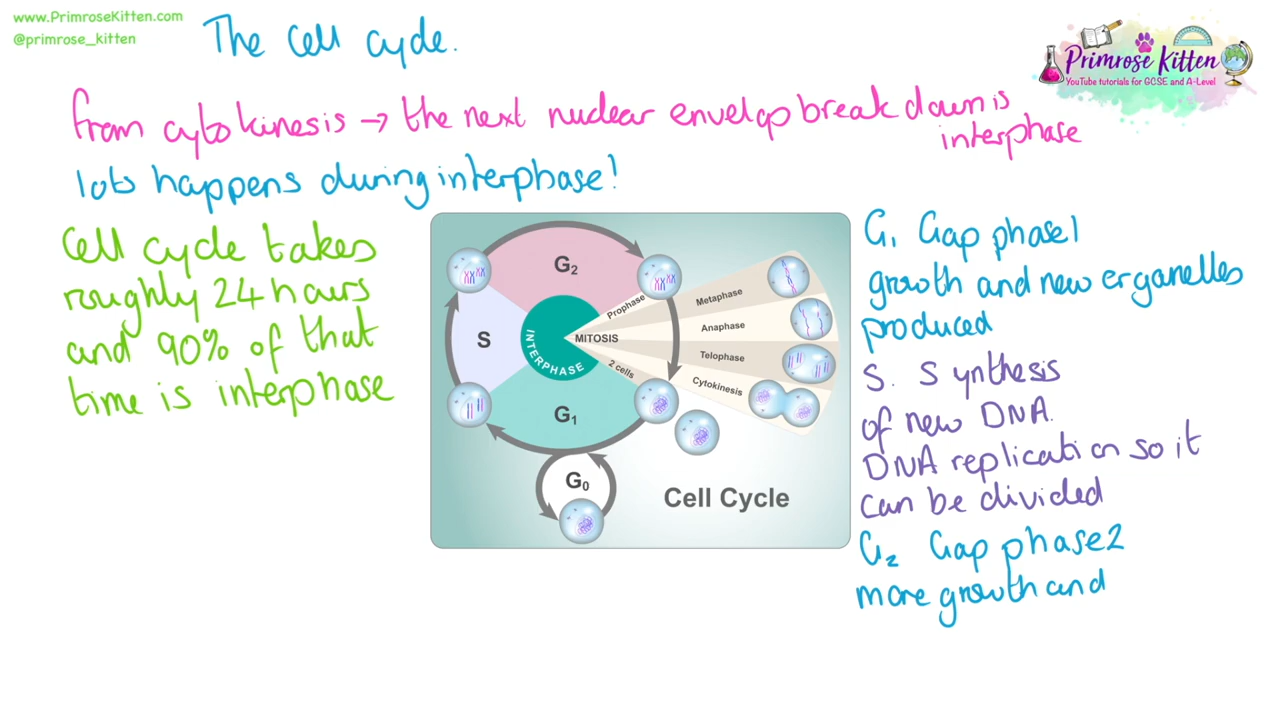 www.PrimroseKitten.com
@primrose_kitten
The Cell cycle.
Primrose Kitten
YouTube tutorials for GCSE and A-Level
from cytokinesis → the next nuclear envelop break down is
interphase
lots happens during interphase!
Cell cycle takes
roughly 24 hours
and 90% of that
time is interphase
G2
S
G1
G0
INTERPHASE
MITOSIS
Prophase
Metaphase
Anaphase
Telophase
Cytokinesis
2 cells
Cell Cycle
G1 Gap phase 1
growth and new organelles
produced
S. Synthesis
of new DNA.
DNA replication so it
can be divided
G2 Gap phase 2
more growth and